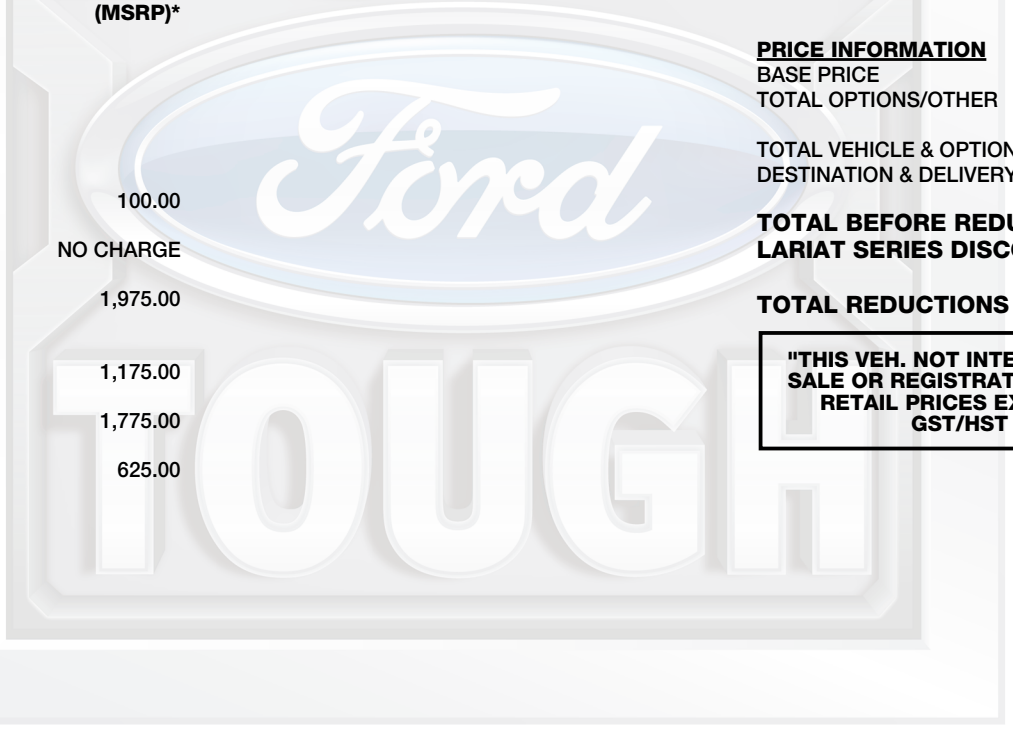 (MSRP)*
100.00
NO CHARGE
1,975.00
1,175.00
1,775.00
625.00
PRICE INFORMATION
BASE PRICE
TOTAL OPTIONS/OTHER
TOTAL VEHICLE & OPTION
DESTINATION & DELIVERY
TOTAL BEFORE REDU
LARIAT SERIES DISCO
TOTAL REDUCTIONS
"THIS VEH. NOT INTE
SALE OR REGISTRAT
RETAIL PRICES EX
GST/HST
Ford
TOUGH